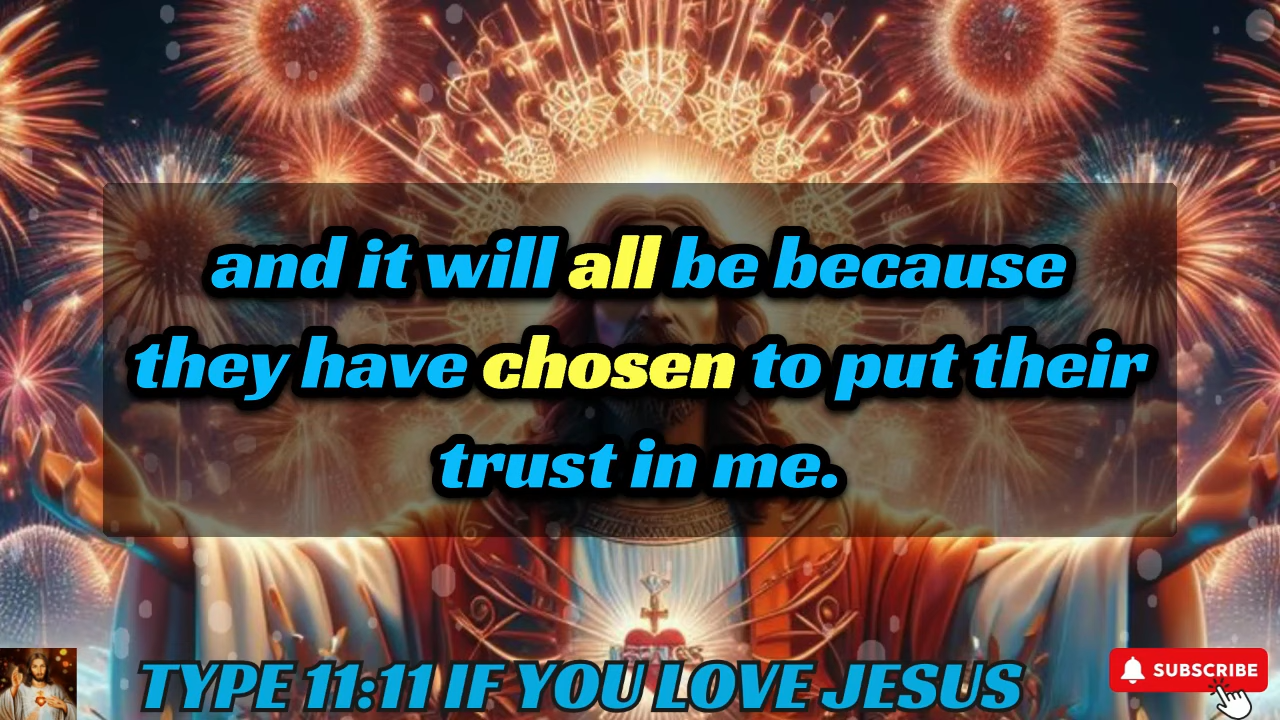 and it will all be because
they have chosen to put their
trust in me.
TYPE 11:11 IF YOU LOVE JESUS
SUBSCRIBE